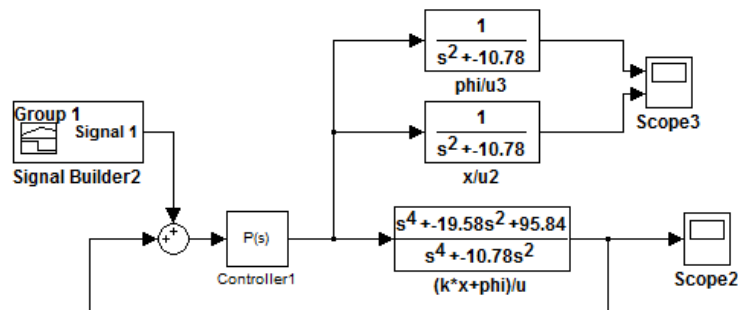 1
s2 +-10.78
phi/u3
Scope3
Group 1
Signal 1
Signal Builder2
1
s2 +-10.78
x/u2
+
+
P(s)
Controller1
s4 +-19.58s2 +95.84
s4 +-10.78s2
(k*x+phi)/u
Scope2